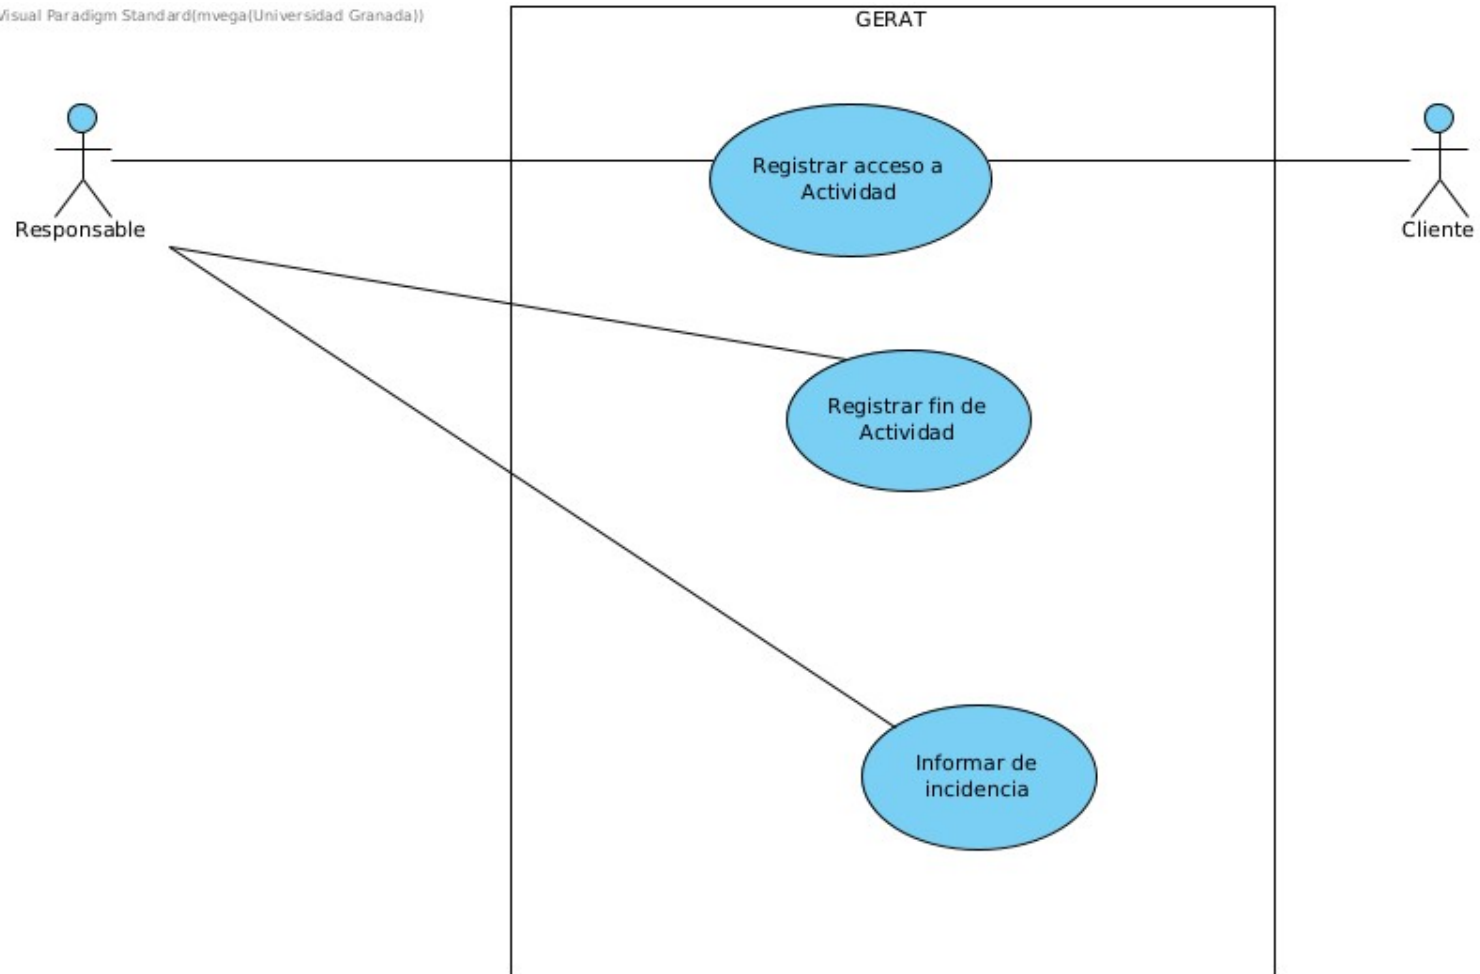 Visual Paradigm Standard(mvega(Universidad Granada))
GERAT
Registrar acceso a
Actividad
Responsable
Cliente
Registrar fin de
Actividad
Informar de
incidencia